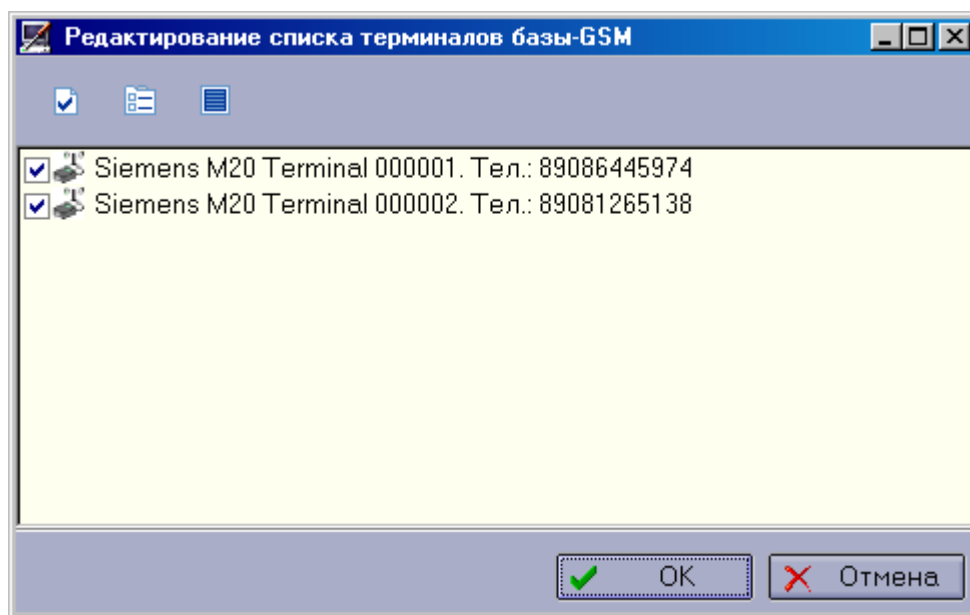 Редактирование списка терминалов базы-GSM
Siemens M20 Terminal 000001. Тел.: 89086445974
Siemens M20 Terminal 000002. Тел.: 89081265138
OK
Отмена